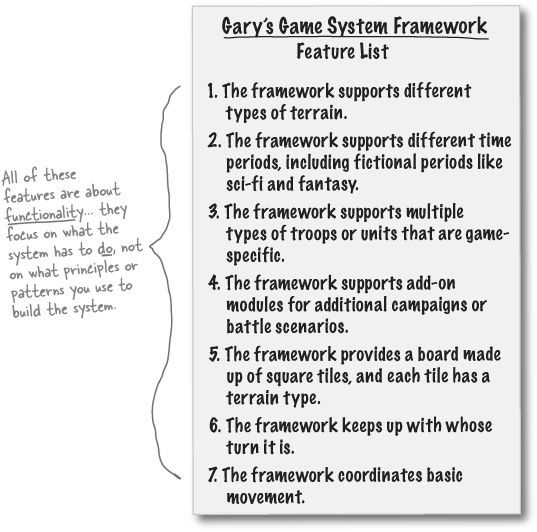 Gary's Game System Framework
Feature List
1. The framework supports different
types of terrain.
2. The framework supports different time
periods, including fictional periods like
sci-fi and fantasy.
3. The framework supports multiple
types of troops or units that are game-
specific.
4. The framework supports add-on
modules for additional campaigns or
battle scenarios.
5. The framework provides a board made
up of square tiles, and each tile has a
terrain type.
6. The framework keeps up with whose
turn it is.
7. The framework coordinates basic
movement.
All of these
features are about
functionality... they
focus on what the
system has to do, not
on what principles or
patterns you use to
build the system.